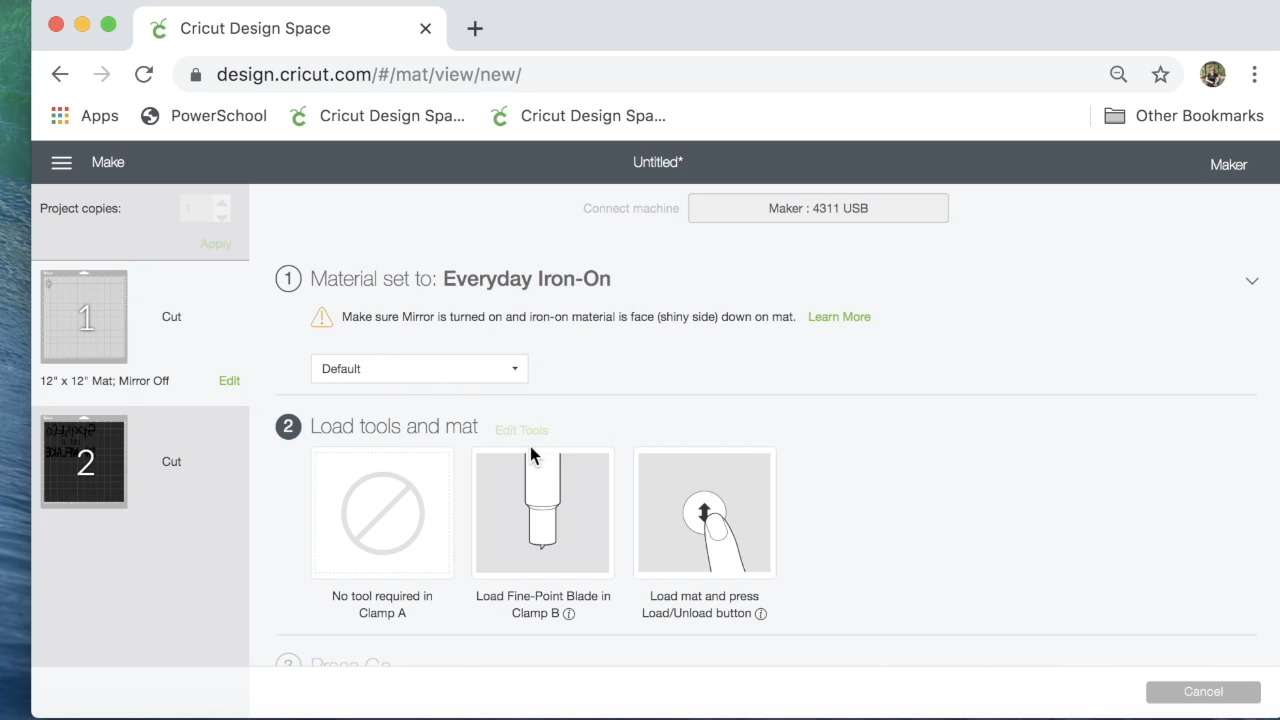 Cricut Design Space
design.cricut.com/#/mat/view/new/
Apps PowerSchool Cricut Design Spa... Cricut Design Spa... Other Bookmarks
Make Untitled* Maker
Project copies: 1 Connect machine Maker : 4311 USB
Apply
1 Material set to: Everyday Iron-On
1 Cut Make sure Mirror is turned on and iron-on material is face (shiny side) down on mat. Learn More
Default
12" x 12" Mat; Mirror Off Edit
2 Load tools and mat Edit Tools
2 Cut
No tool required in Clamp A
Load Fine-Point Blade in Clamp B
Load mat and press Load/Unload button
3 Press Go
Cancel